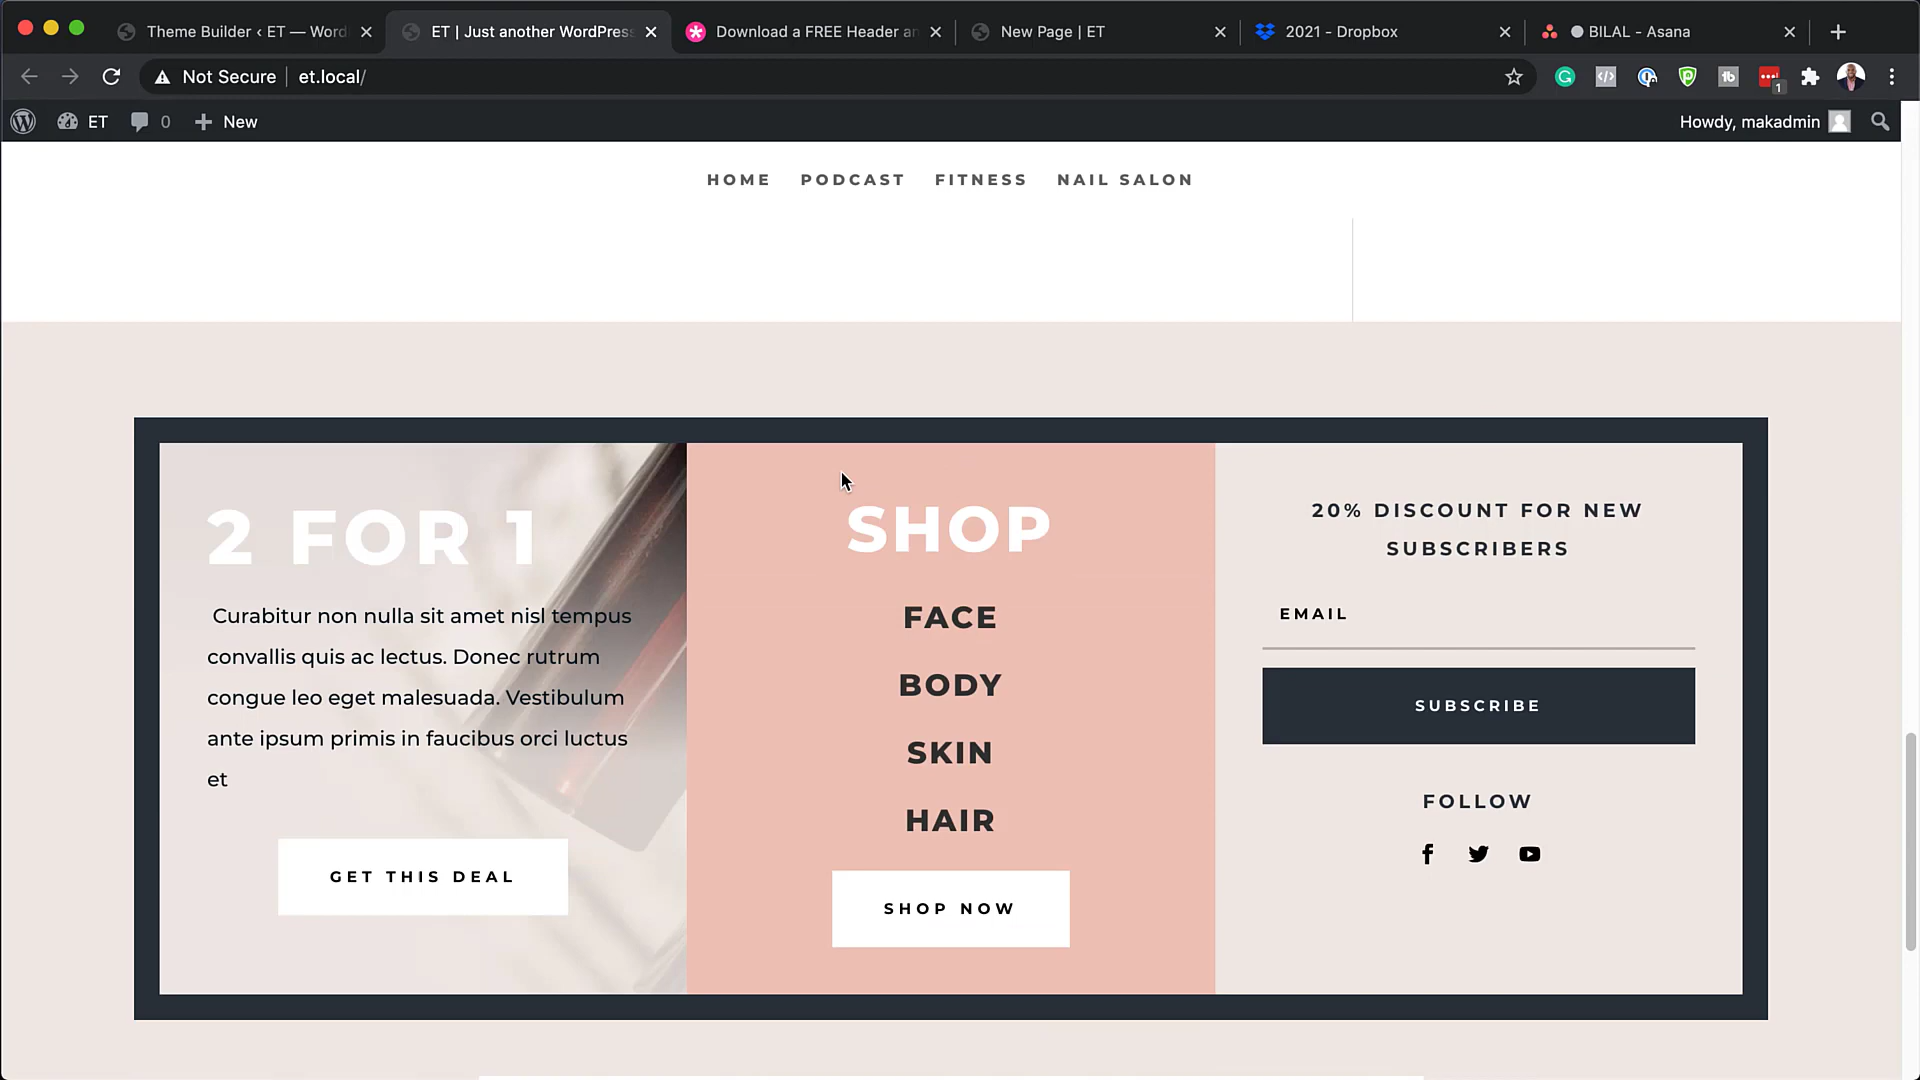 Theme Builder ‹ ET — Word
ET | Just another WordPress
Download a FREE Header an
New Page | ET
2021 - Dropbox
BILAL - Asana
Not Secure
et.local/
1
ET
0
New
Howdy, makadmin
HOME
PODCAST
FITNESS
NAIL SALON
2 FOR 1
Curabitur non nulla sit amet nisl tempus
convallis quis ac lectus. Donec rutrum
congue leo eget malesuada. Vestibulum
ante ipsum primis in faucibus orci luctus
et
GET THIS DEAL
SHOP
FACE
BODY
SKIN
HAIR
SHOP NOW
20% DISCOUNT FOR NEW
SUBSCRIBERS
EMAIL
SUBSCRIBE
FOLLOW